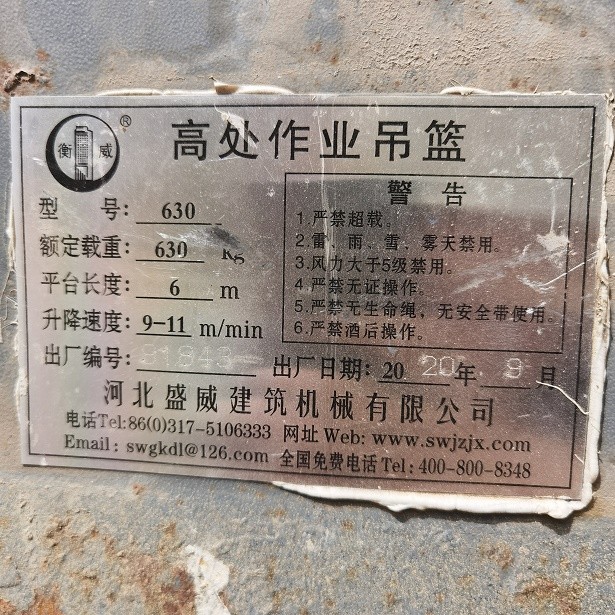 衡 威 ®
高处作业吊篮
型 号: 630
额定载重: 630 Kg
平台长度: 6 m
升降速度: 9-11 m/min
警 告
1.严禁超载。
2.雷、雨、雪、雾天禁用。
3.风力大于5级禁用。
4.严禁无证操作。
5.严禁无生命绳，无安全带使用。
6.严禁酒后操作。
出厂编号: 出厂日期: 20 20 年 9 月
河北盛威建筑机械有限公司
电话Tel:86(0)317-5106333 网址Web: www.swjzjx.com
Email: swgkdl@126.com 全国免费电话Tel: 400-800-8348